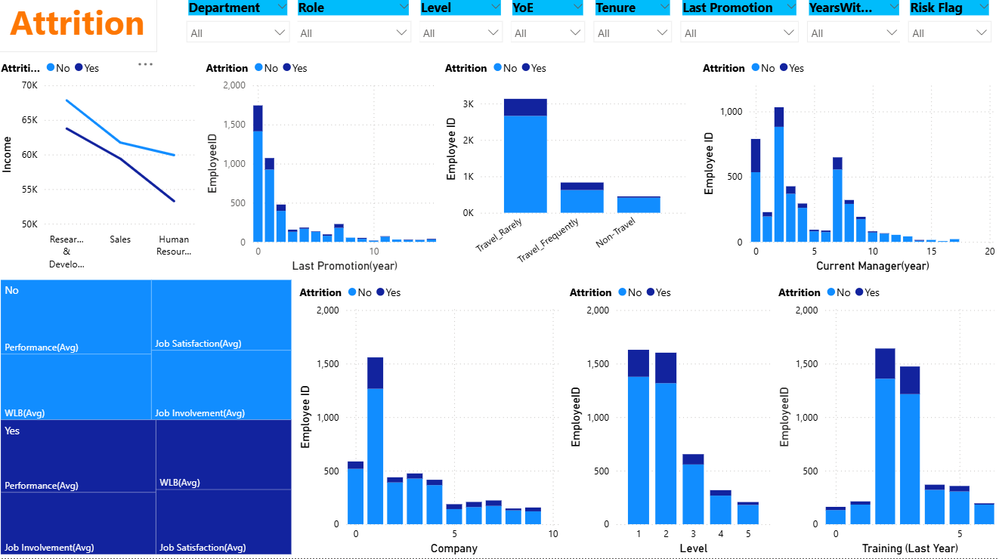 Attrition
Department
Role
Level
YoE
Tenure
Last Promotion
YearsWit...
Risk Flag
All
All
All
All
All
All
All
All
Attriti... No Yes
Income
70K
65K
60K
55K
50K
Resear...
&
Develo...
Sales
Human
Resour...
Attrition No Yes
EmployeeID
2,000
1,500
1,000
500
0
0 10
Last Promotion(year)
Attrition No Yes
Employee ID
3K
2K
1K
0K
Travel_Rarely
Travel_Frequently
Non-Travel
Attrition No Yes
Employee ID
1,000
500
0
0 5 10 15 20
Current Manager(year)
No
Performance(Avg)
Job Satisfaction(Avg)
WLB(Avg)
Job Involvement(Avg)
Yes
Performance(Avg)
WLB(Avg)
Job Involvement(Avg)
Job Satisfaction(Avg)
Attrition No Yes
Employee ID
2,000
1,500
1,000
500
0
0 5 10
Company
Attrition No Yes
EmployeeID
2,000
1,500
1,000
500
0
1 2 3 4 5
Level
Attrition No Yes
EmployeeID
2,000
1,500
1,000
500
0
0 5
Training (Last Year)